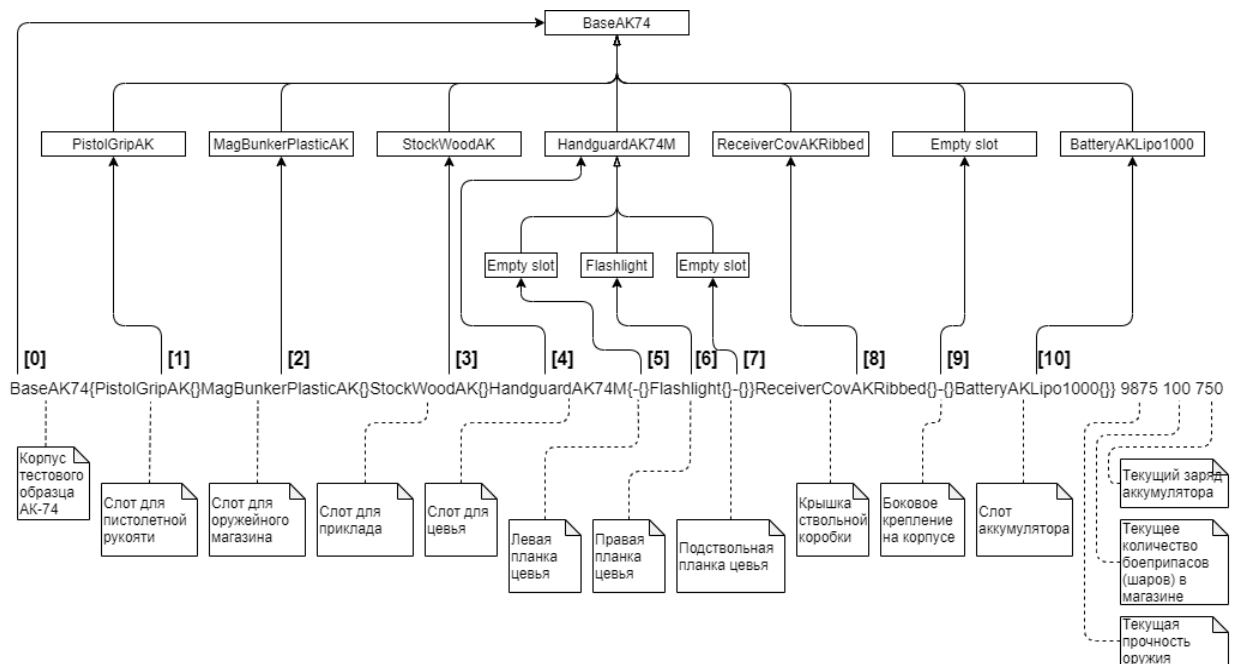 BaseAK74
PistolGripAK
MagBunkerPlasticAK
StockWoodAK
HandguardAK74M
ReceiverCovAKRibbed
Empty slot
BatteryAKLipo1000
Empty slot
Flashlight
Empty slot
[0]
[1]
[2]
[3]
[4]
[5]
[6]
[7]
[8]
[9]
[10]
BaseAK74{PistolGripAK{}MagBunkerPlasticAK{}StockWoodAK{}HandguardAK74M{-{}Flashlight{}-{}}ReceiverCovAKRibbed{}-{}BatteryAKLipo1000{}} 9875 100 750
Корпус
тестового
образца
АК-74
Слот для
пистолетной
рукояти
Слот для
оружейного
магазина
Слот для
приклада
Слот для
цевья
Левая
планка
цевья
Правая
планка
цевья
Подствольная
планка цевья
Крышка
ствольной
коробки
Боковое
крепление
на корпусе
Слот
аккумулятора
Текущий заряд
аккумулятора
Текущее
количество
боеприпасов
(шаров) в
магазине
Текущая
прочность
оружия